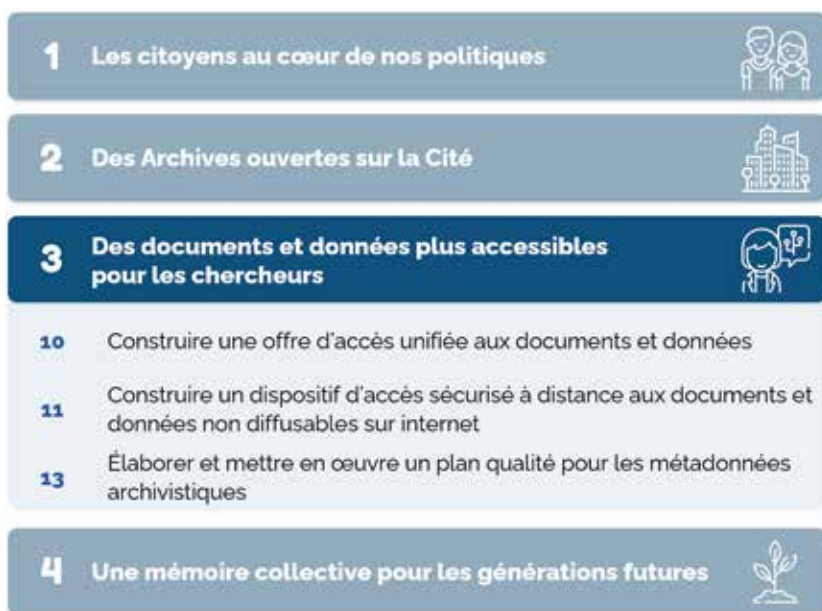 1 Les citoyens au cœur de nos politiques
2 Des Archives ouvertes sur la Cité
3 Des documents et données plus accessibles
pour les chercheurs
10 Construire une offre d'accès unifiée aux documents et données
11 Construire un dispositif d'accès sécurisé à distance aux documents et
données non diffusables sur internet
13 Élaborer et mettre en œuvre un plan qualité pour les métadonnées
archivistiques
4 Une mémoire collective pour les générations futures